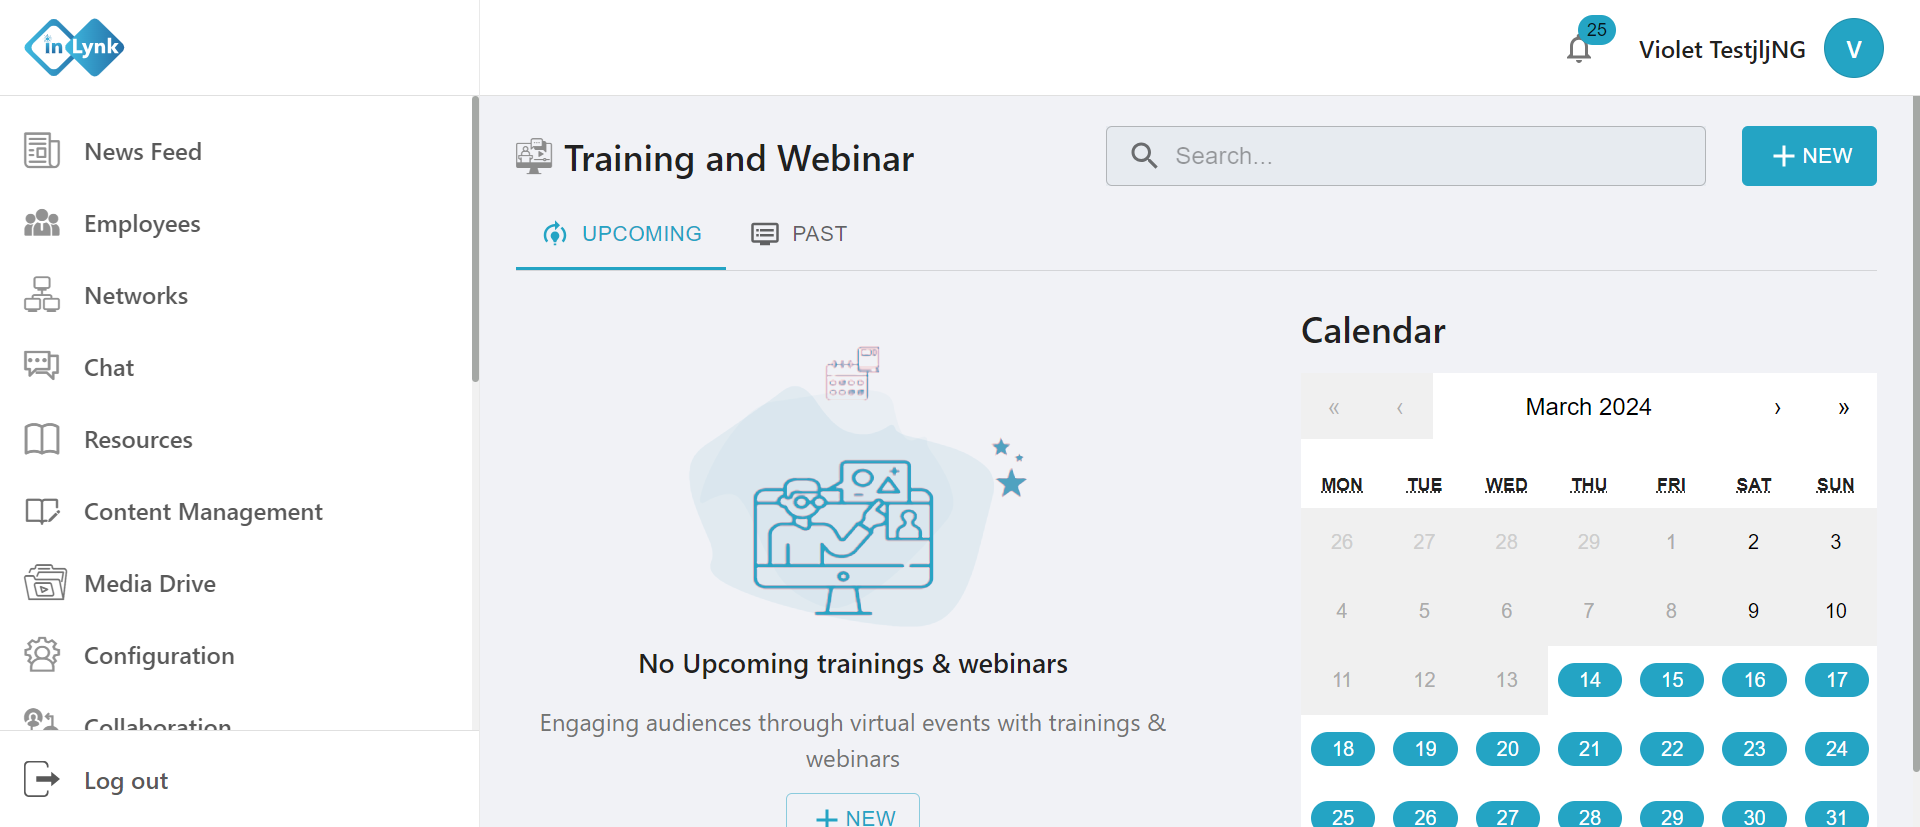 in Lynk
25
Violet TestjljNG
V
News Feed
Employees
Networks
Chat
Resources
Content Management
Media Drive
Configuration
Collaboration
Log out
Training and Webinar
Search...
+ NEW
UPCOMING
PAST
No Upcoming trainings & webinars
Engaging audiences through virtual events with trainings &
webinars
+ NEW
Calendar
« ‹ March 2024 › »
MON TUE WED THU FRI SAT SUN
26 27 28 29 1 2 3
4 5 6 7 8 9 10
11 12 13 14 15 16 17
18 19 20 21 22 23 24
25 26 27 28 29 30 31